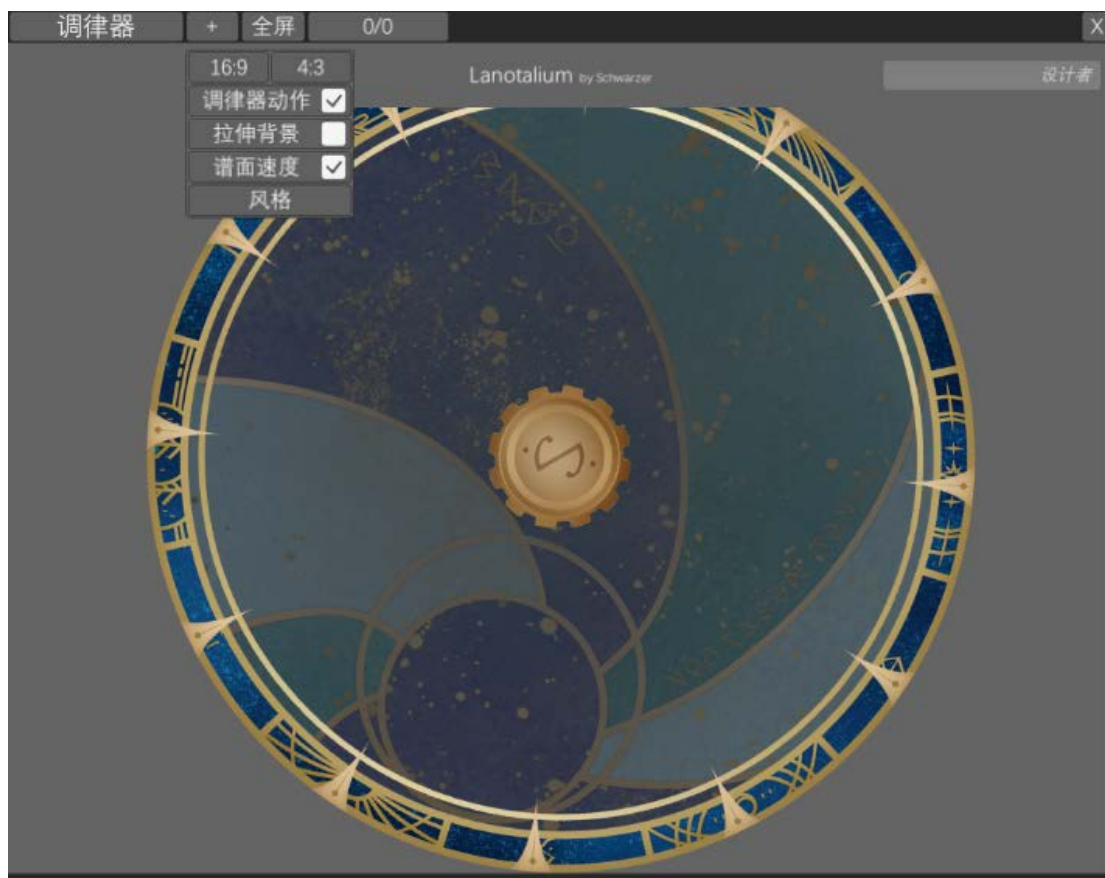 调律器 + 全屏 0/0 X
16:9 4:3
Lanotalium by Schwarzer
设计者
调律器动作
拉伸背景
谱面速度
风格